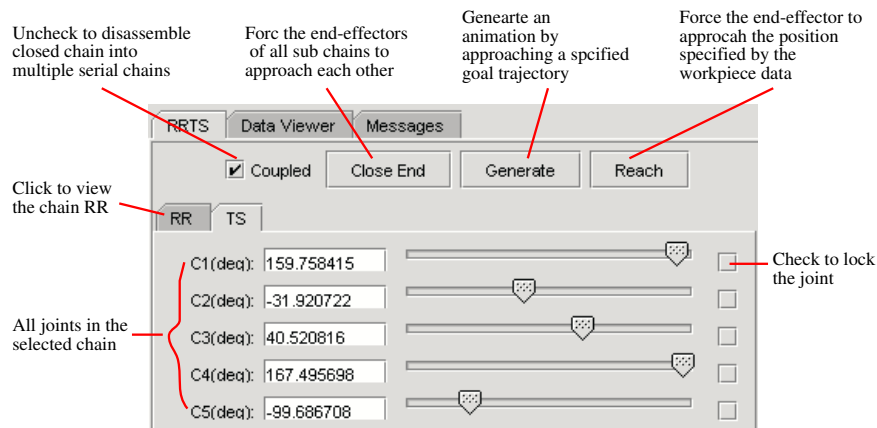 Uncheck to disassemble
closed chain into
multiple serial chains
Forc the end-effectors
of all sub chains to
approach each other
Genearte an
animation by
approaching a spcified
goal trajectory
Force the end-effector to
approcah the position
specified by the
workpiece data
RRTS Data Viewer Messages
Coupled Close End Generate Reach
Click to view
the chain RR
RR TS
C1(deg): 159.758415
C2(deg): -31.920722
C3(deg): 40.520816
C4(deg): 167.495698
C5(deg): -99.686708
Check to lock
the joint
All joints in the
selected chain